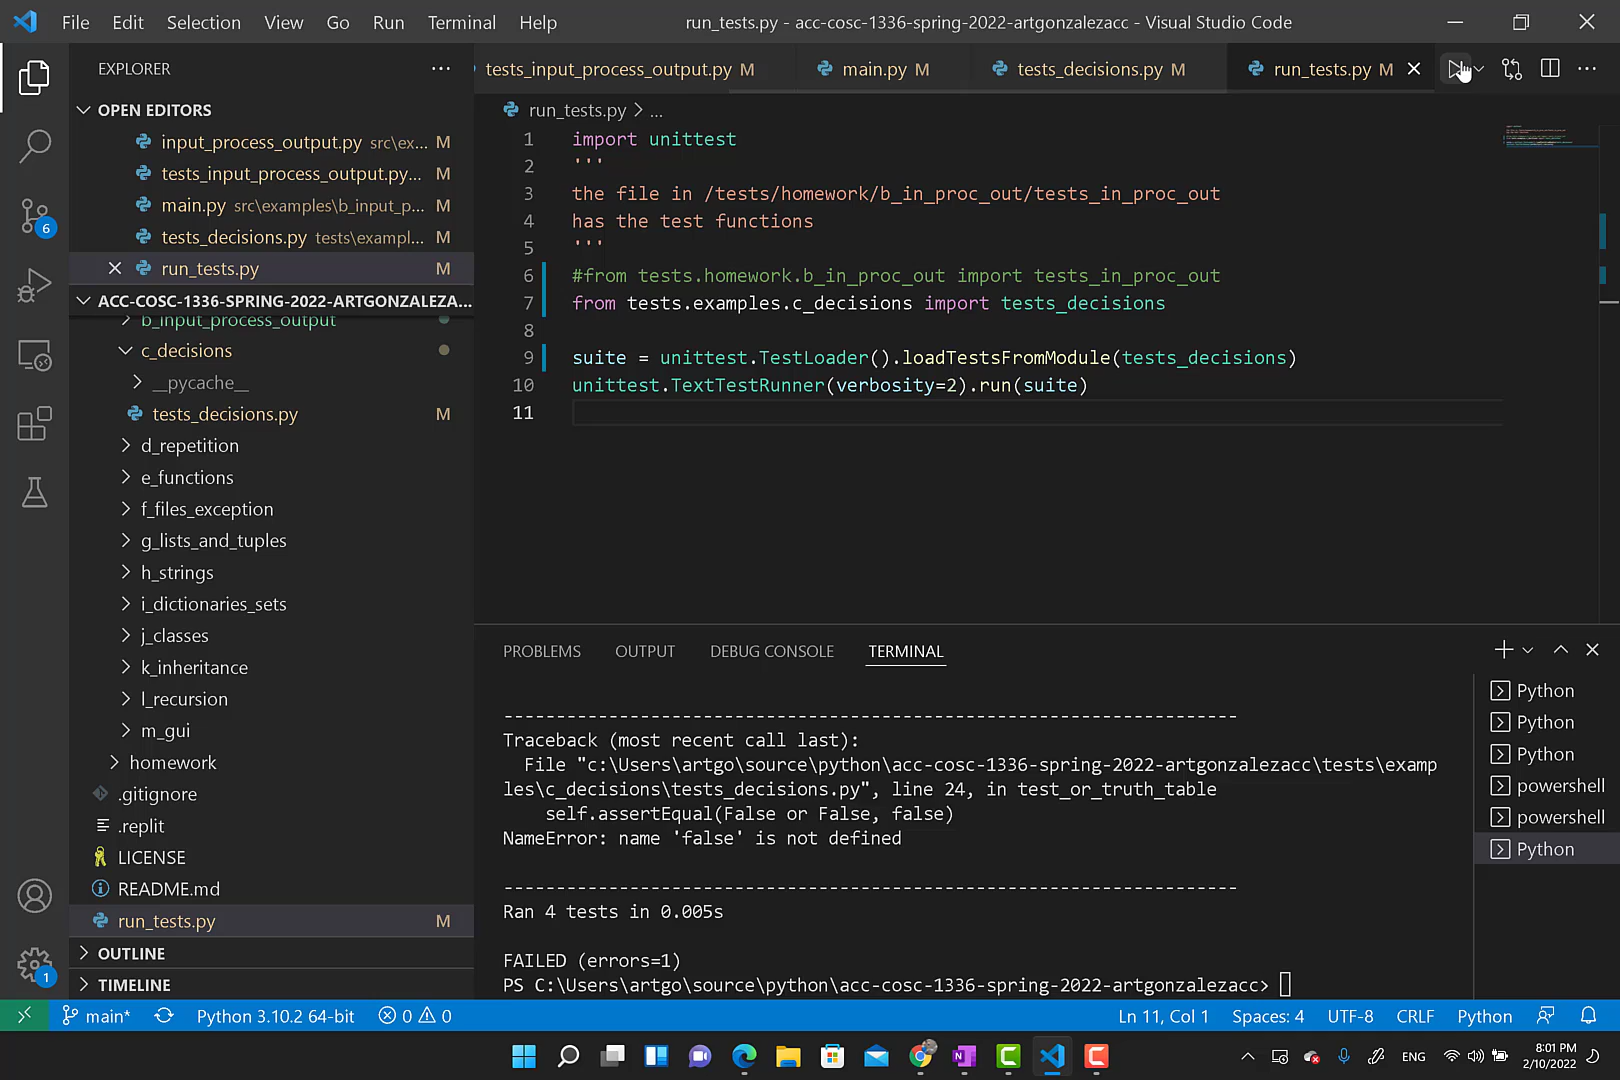 File Edit Selection View Go Run Terminal Help
run_tests.py - acc-cosc-1336-spring-2022-artgonzalezacc - Visual Studio Code
EXPLORER
OPEN EDITORS
input_process_output.py src\ex... M
tests_input_process_output.py... M
main.py src\examples\b_input_p... M
tests_decisions.py tests\exampl... M
run_tests.py M
ACC-COSC-1336-SPRING-2022-ARTGONZALEZA...
b_input_process_output
c_decisions
__pycache__
tests_decisions.py M
d_repetition
e_functions
f_files_exception
g_lists_and_tuples
h_strings
i_dictionaries_sets
j_classes
k_inheritance
l_recursion
m_gui
homework
.gitignore
.replit
LICENSE
README.md
run_tests.py M
OUTLINE
TIMELINE
6
1
tests_input_process_output.py M main.py M tests_decisions.py M run_tests.py M
run_tests.py > ...
1 import unittest
2 '''
3 the file in /tests/homework/b_in_proc_out/tests_in_proc_out
4 has the test functions
5 '''
6 #from tests.homework.b_in_proc_out import tests_in_proc_out
7 from tests.examples.c_decisions import tests_decisions
8
9 suite = unittest.TestLoader().loadTestsFromModule(tests_decisions)
10 unittest.TextTestRunner(verbosity=2).run(suite)
11
PROBLEMS OUTPUT DEBUG CONSOLE TERMINAL
----------------------------------------------------------------------
Traceback (most recent call last):
File "c:\Users\artgo\source\python\acc-cosc-1336-spring-2022-artgonzalezacc\tests\examp
les\c_decisions\tests_decisions.py", line 24, in test_or_truth_table
self.assertEqual(False or False, false)
NameError: name 'false' is not defined
----------------------------------------------------------------------
Ran 4 tests in 0.005s
FAILED (errors=1)
PS C:\Users\artgo\source\python\acc-cosc-1336-spring-2022-artgonzalezacc>
Python
Python
Python
powershell
powershell
Python
main* Python 3.10.2 64-bit 0 0 Ln 11, Col 1 Spaces: 4 UTF-8 CRLF Python
ENG
8:01 PM
2/10/2022